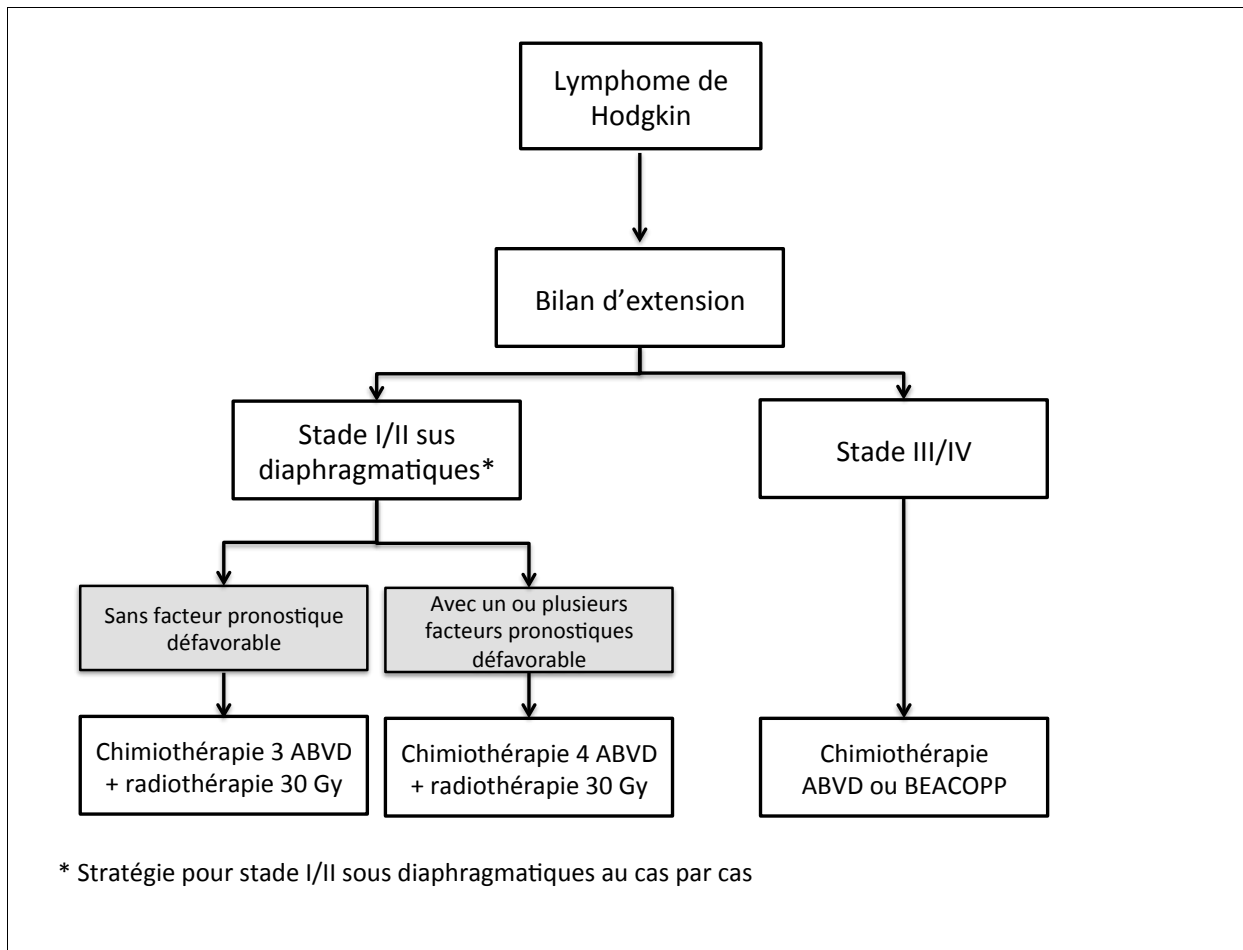 Lymphome de
Hodgkin
Bilan d’extension
Stade I/II sus
diaphragmatiques*
Stade III/IV
Sans facteur pronostique
défavorable
Avec un ou plusieurs
facteurs pronostiques
défavorable
Chimiothérapie 3 ABVD
+ radiothérapie 30 Gy
Chimiothérapie 4 ABVD
+ radiothérapie 30 Gy
Chimiothérapie
ABVD ou BEACOPP
* Stratégie pour stade I/II sous diaphragmatiques au cas par cas